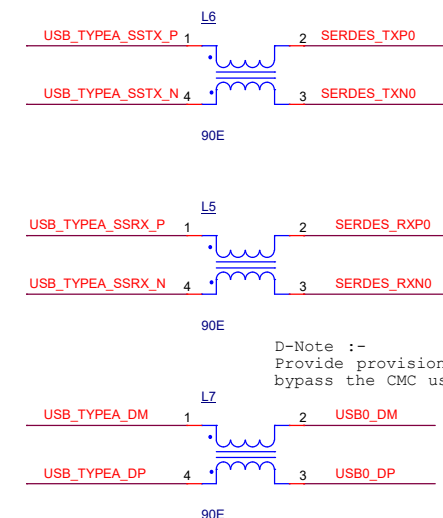 L6
USB_TYPEA_SSTX_P 1 2 SERDES_TXP0
USB_TYPEA_SSTX_N 4 3 SERDES_TXN0
90E
L5
USB_TYPEA_SSRX_P 1 2 SERDES_RXP0
USB_TYPEA_SSRX_N 4 3 SERDES_RXN0
90E
D-Note :-
Provide provision
bypass the CMC us
L7
USB_TYPEA_DM 1 2 USB0_DM
USB_TYPEA_DP 4 3 USB0_DP
90E